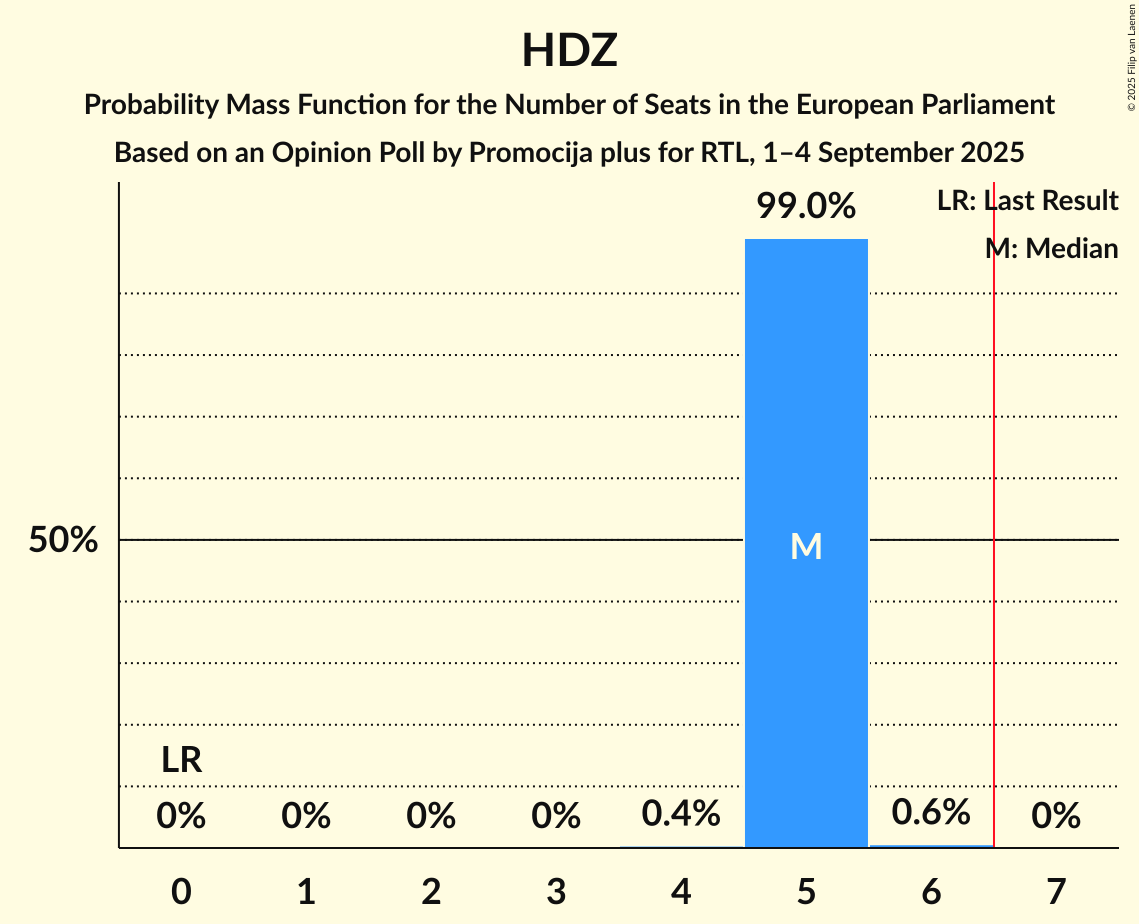 HDZ
Probability Mass Function for the Number of Seats in the European Parliament
Based on an Opinion Poll by Promocija plus for RTL, 1–4 September 2025
© 2025 Filip van Laenen
LR: Last Result
M: Median
99.0%
50%
M
LR
0% 0% 0% 0% 0.4% 0.6% 0%
0 1 2 3 4 5 6 7